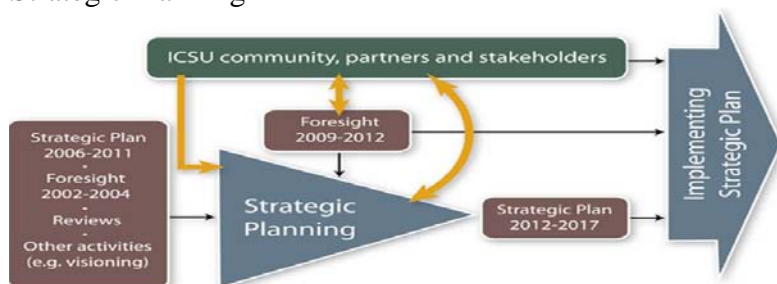 Strategic Planning
ICSU community, partners and stakeholders
Foresight
2009-2012
Strategic Plan
2006-2011
•
Foresight
2002-2004
•
Reviews
•
Other activities
(e.g. visioning)
Strategic
Planning
Strategic Plan
2012-2017
Implementing
Strategic Plan